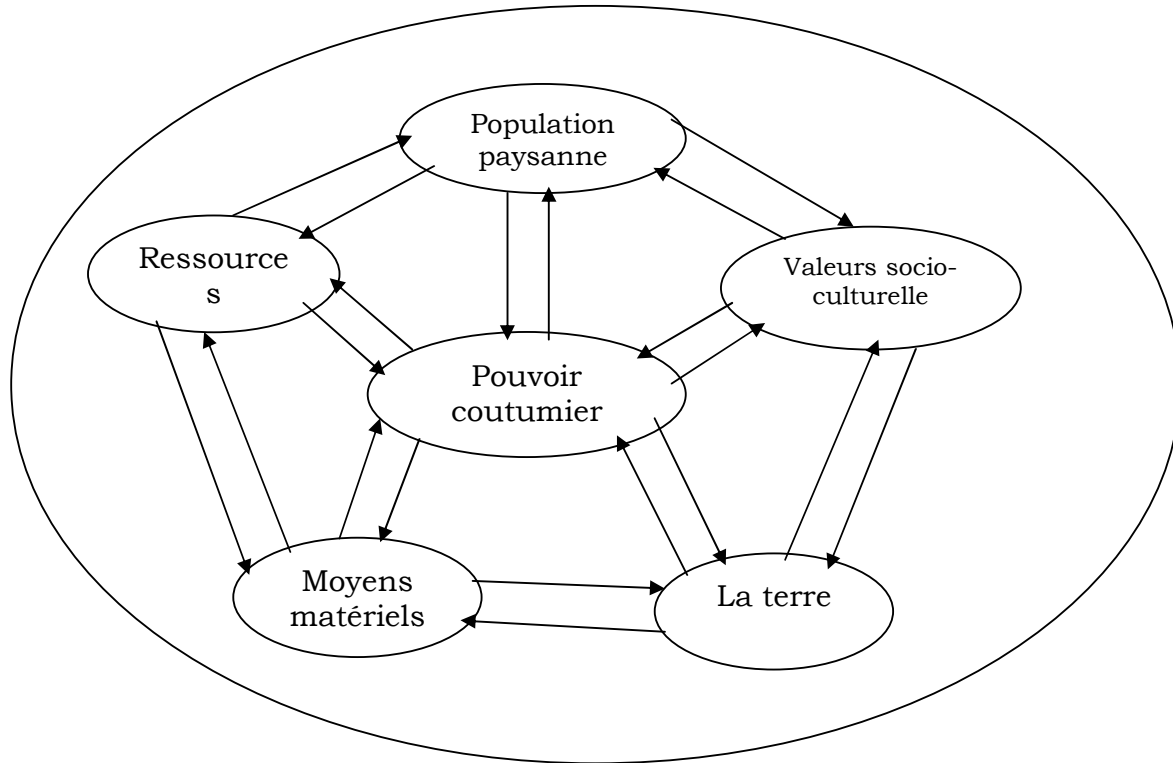 Population
paysanne
Ressource
s
Valeurs socio-
culturelle
Pouvoir
coutumier
Moyens
matériels
La terre